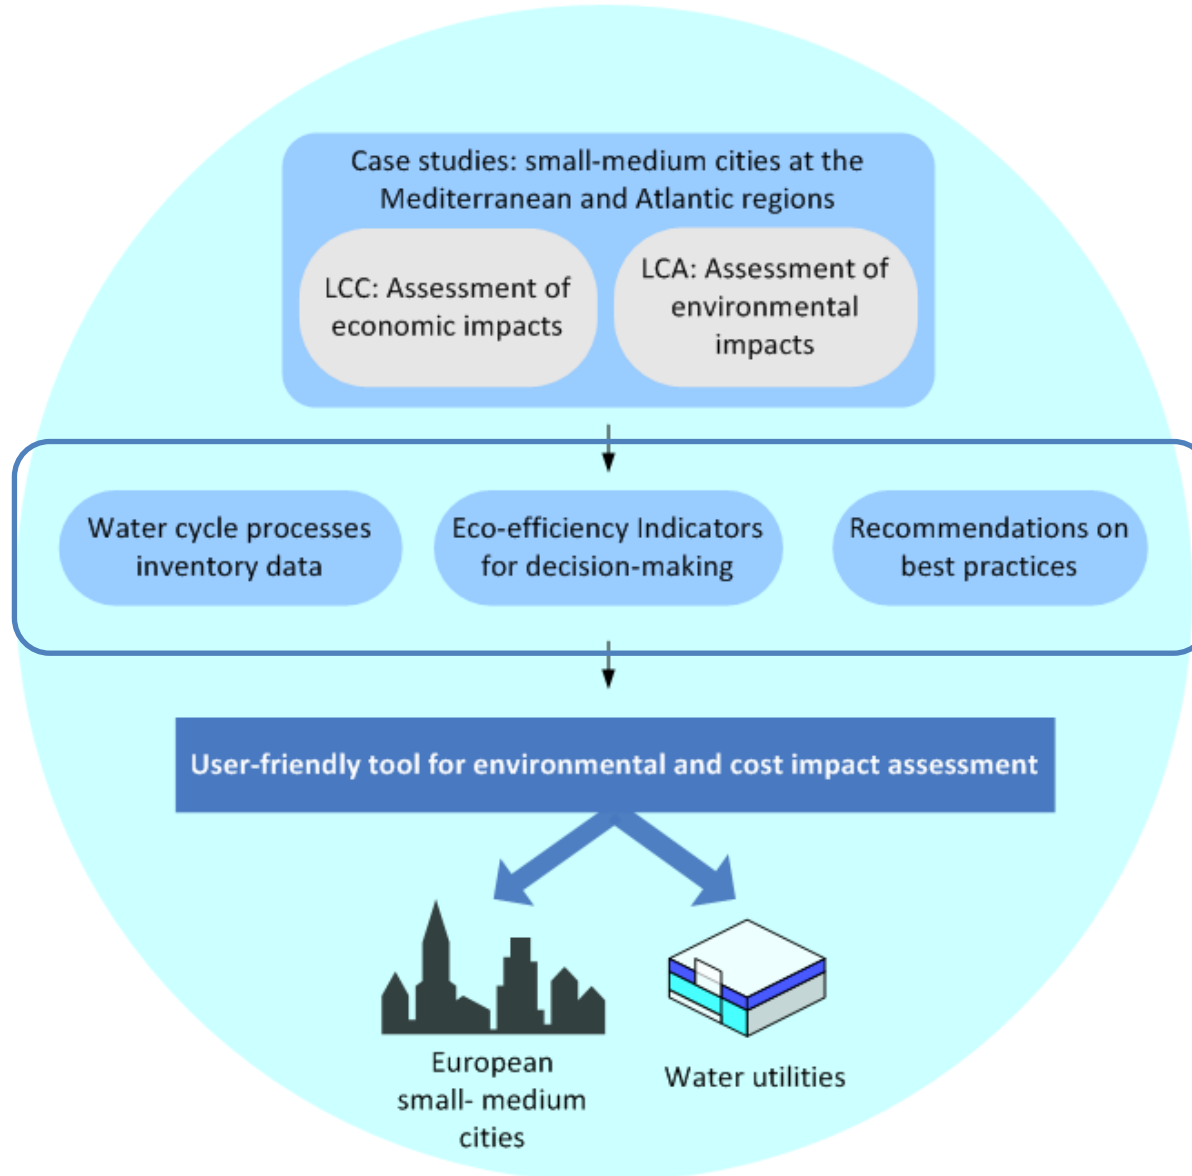 Case studies: small-medium cities at the
Mediterranean and Atlantic regions
LCC: Assessment of
economic impacts
LCA: Assessment of
environmental
impacts
Water cycle processes
inventory data
Eco-efficiency Indicators
for decision-making
Recommendations on
best practices
User-friendly tool for environmental and cost impact assessment
European
small- medium
cities
Water utilities